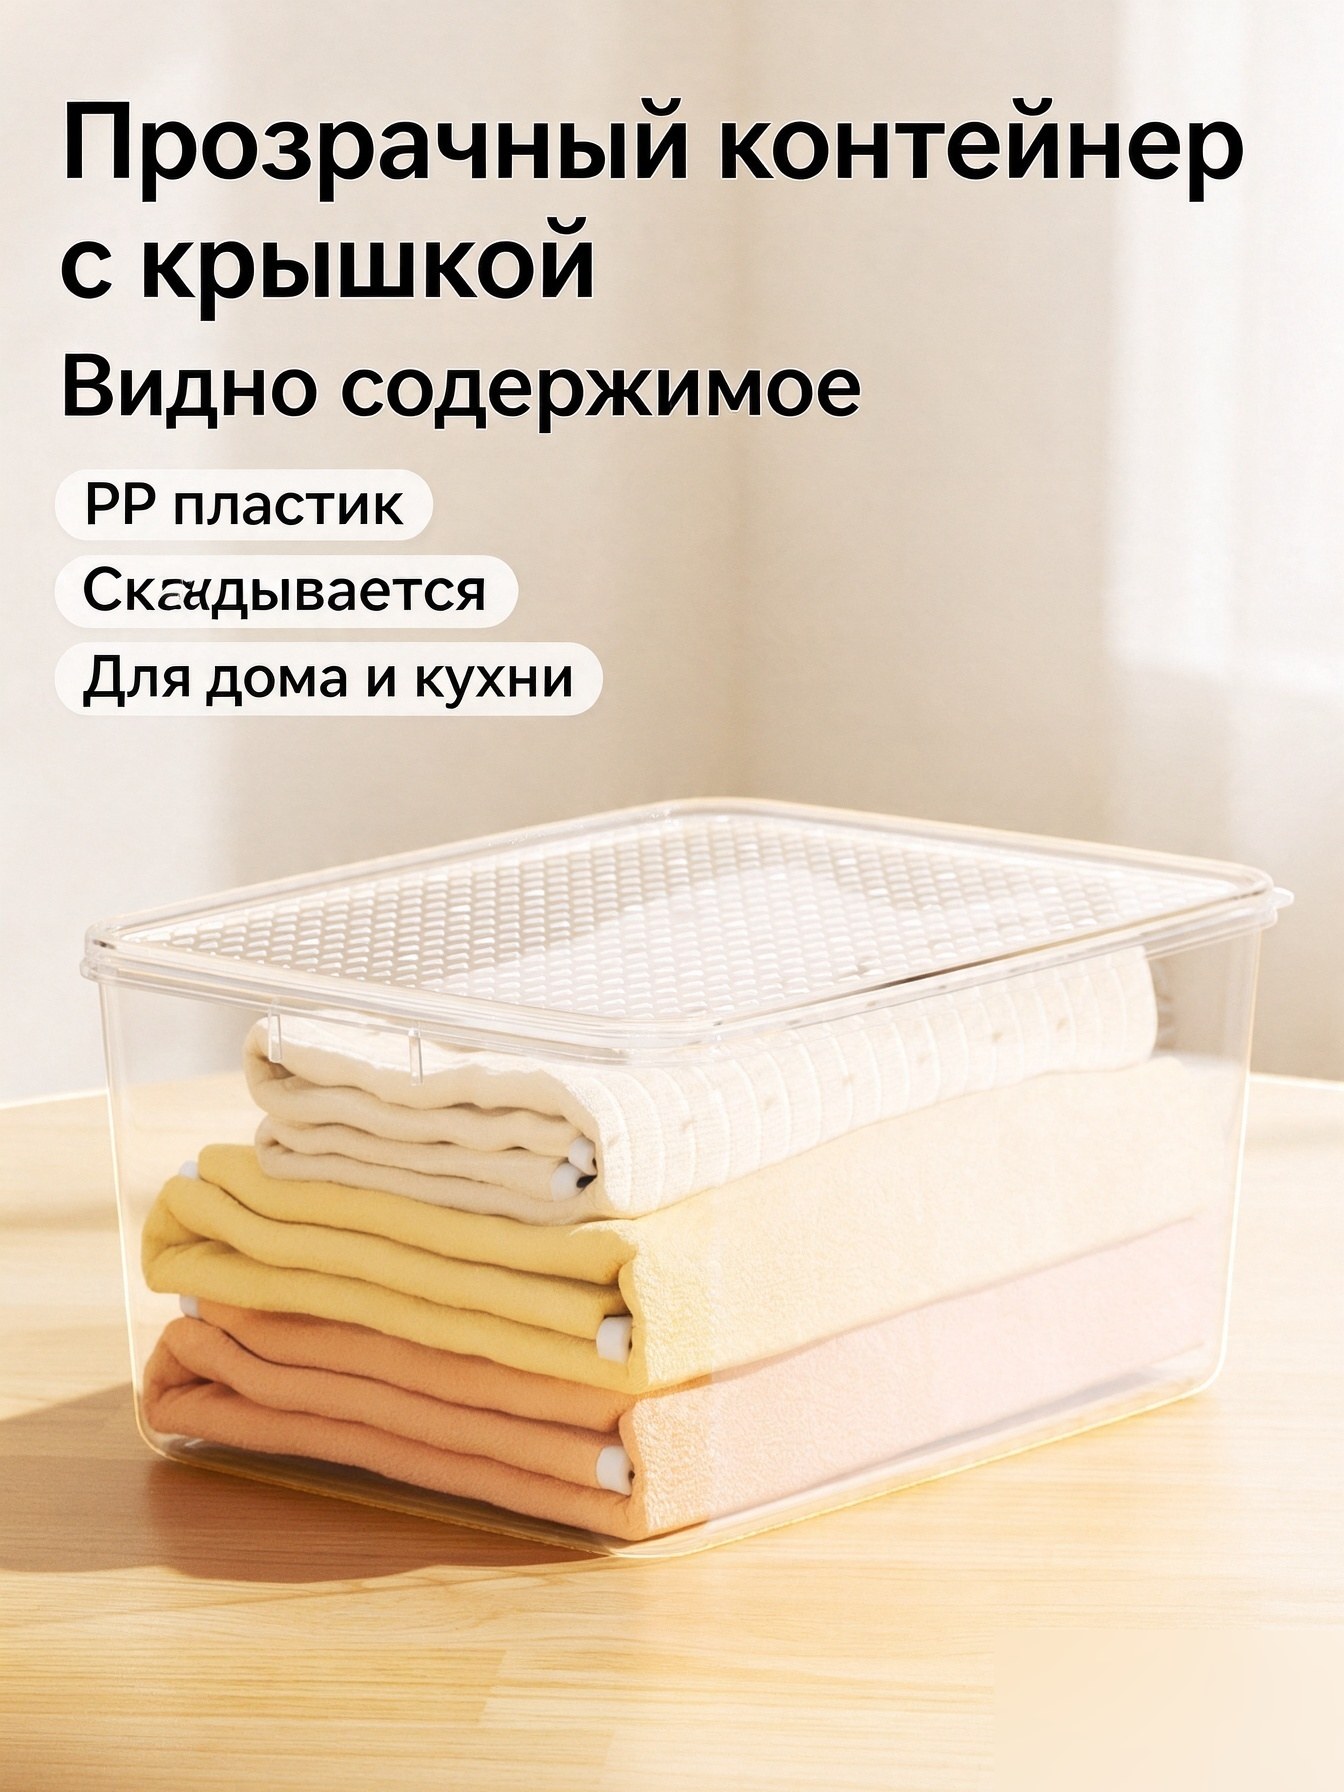 Прозрачный контейнер
с крышкой
Видно содержимое
PP пластик
Для дома и кухни